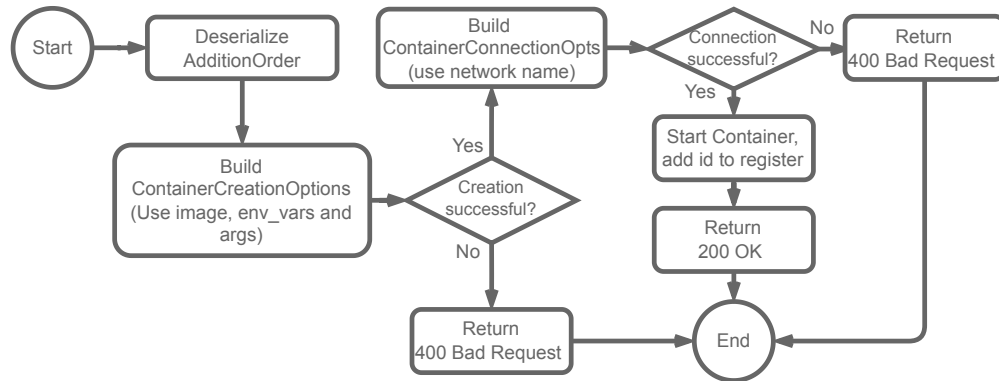 Start
Deserialize
AdditionOrder
Build
ContainerCreationOptions
(Use image, env_vars and
args)
Creation
successful?
Yes
No
Build
ContainerConnectionOpts
(use network name)
Connection
successful?
No
Yes
Return
400 Bad Request
Start Container,
add id to register
Return
200 OK
Return
400 Bad Request
End